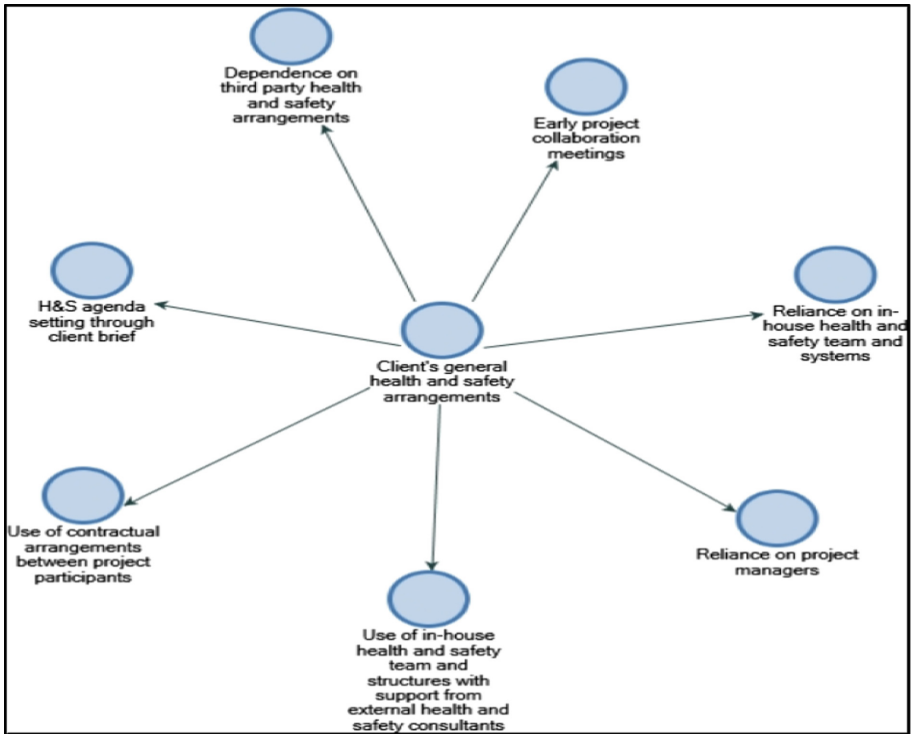 Dependence on
third party health
and safety
arrangements
Early project
collaboration
meetings
H&S agenda
setting through
client brief
Reliance on in-
house health and
safety team and
systems
Client's general
health and safety
arrangements
Use of contractual
arrangements
between project
participants
Reliance on project
managers
Use of in-house
health and safety
team and
structures with
support from
external health and
safety consultants